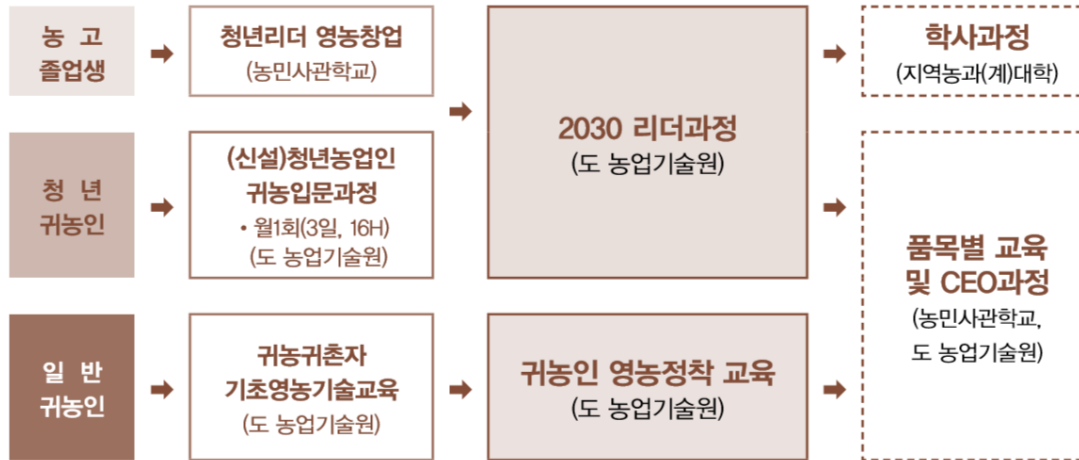 농 고
졸업생
청년리더 영농창업
(농민사관학교)
2030 리더과정
(도 농업기술원)
학사과정
(지역농과(계)대학)
청 년
귀농인
(신설)청년농업인
귀농입문과정
• 월1회(3일, 16H)
(도 농업기술원)
품목별 교육
및 CEO과정
(농민사관학교,
도 농업기술원)
일 반
귀농인
귀농귀촌자
기초영농기술교육
(도 농업기술원)
귀농인 영농정착 교육
(도 농업기술원)